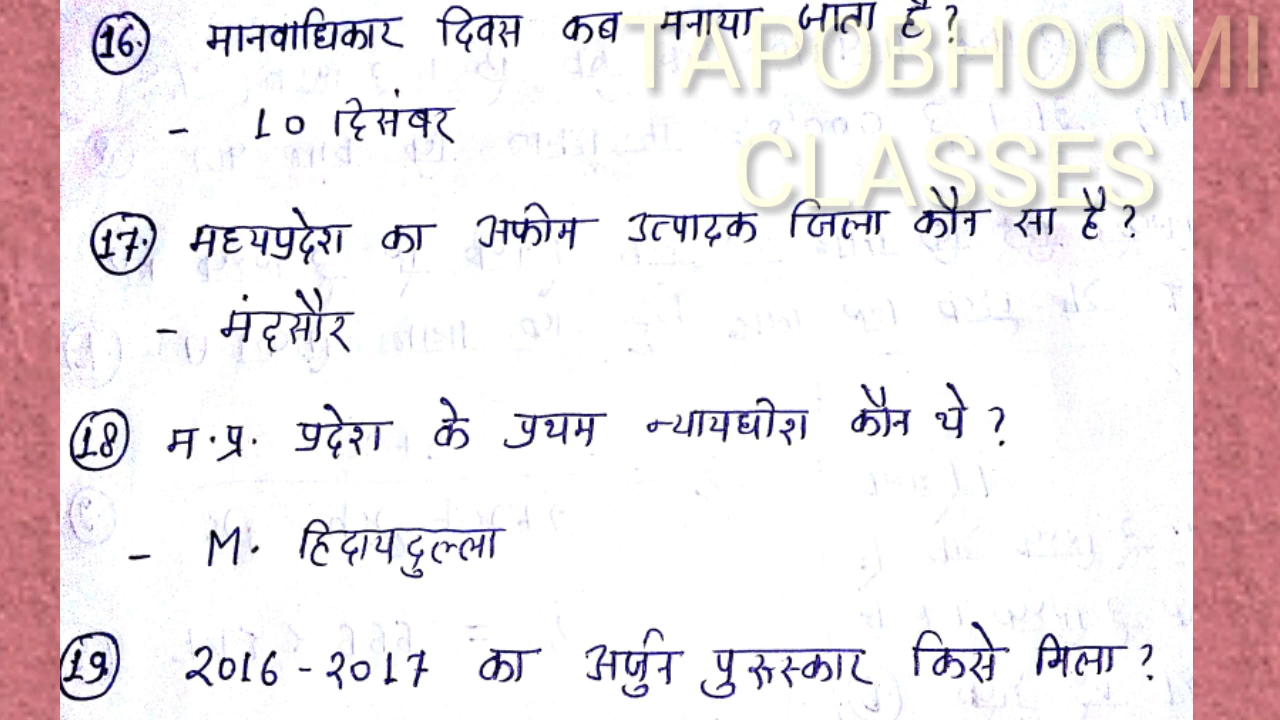 16. मानवाधिकार दिवस कब मनाया जाता है?
TAPOBHOOMI
- 10 दिसंबर
CLASSES
17. मध्यप्रदेश का अफीम उत्पादक जिला कौन सा है?
- मंदसौर
18 म.प्र. प्रदेश के प्रथम न्यायधीश कौन थे?
- M. हिदायदुल्ला
19 2016-2017 का अर्जुन पुरूस्कार किसे मिला?